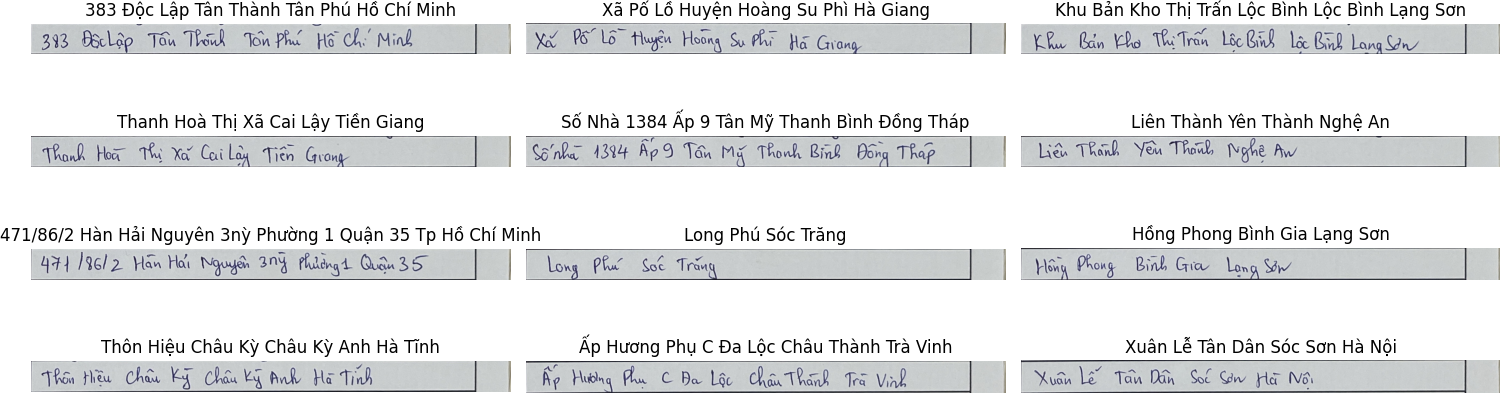 383 Độc Lập Tân Thành Tân Phú Hồ Chí Minh
383 Độc Lập Tân Thành Tân Phú Hồ Chí Minh
Xã Pố Lồ Huyện Hoàng Su Phì Hà Giang
Xã Pố Lồ Huyện Hoàng Su Phì Hà Giang
Khu Bản Kho Thị Trấn Lộc Bình Lộc Bình Lạng Sơn
Khu Bản Kho Thị Trấn Lộc Bình Lộc Bình Lạng Sơn
Thanh Hoà Thị Xã Cai Lậy Tiền Giang
Thanh Hoà Thị Xã Cai Lậy Tiền Giang
Số Nhà 1384 Ấp 9 Tân Mỹ Thanh Bình Đồng Tháp
Số nhà 1384 Ấp 9 Tân Mỹ Thanh Bình Đồng Tháp
Liên Thành Yên Thành Nghệ An
Liên Thành Yên Thành Nghệ An
471/86/2 Hàn Hải Nguyên 3nỳ Phường 1 Quận 35 Tp Hồ Chí Minh
471/86/2 Hàn Hải Nguyên 3nỳ Phường 1 Quận 35
Long Phú Sóc Trăng
Long Phú Sóc Trăng
Hồng Phong Bình Gia Lạng Sơn
Hồng Phong Bình Gia Lạng Sơn
Thôn Hiệu Châu Kỳ Châu Kỳ Anh Hà Tĩnh
Thôn Hiệu Châu Kỳ Châu Kỳ Anh Hà Tĩnh
Ấp Hương Phụ C Đa Lộc Châu Thành Trà Vinh
Ấp Hương Phụ C Đa Lộc Châu Thành Trà Vinh
Xuân Lễ Tân Dân Sóc Sơn Hà Nội
Xuân Lễ Tân Dân Sóc Sơn Hà Nội